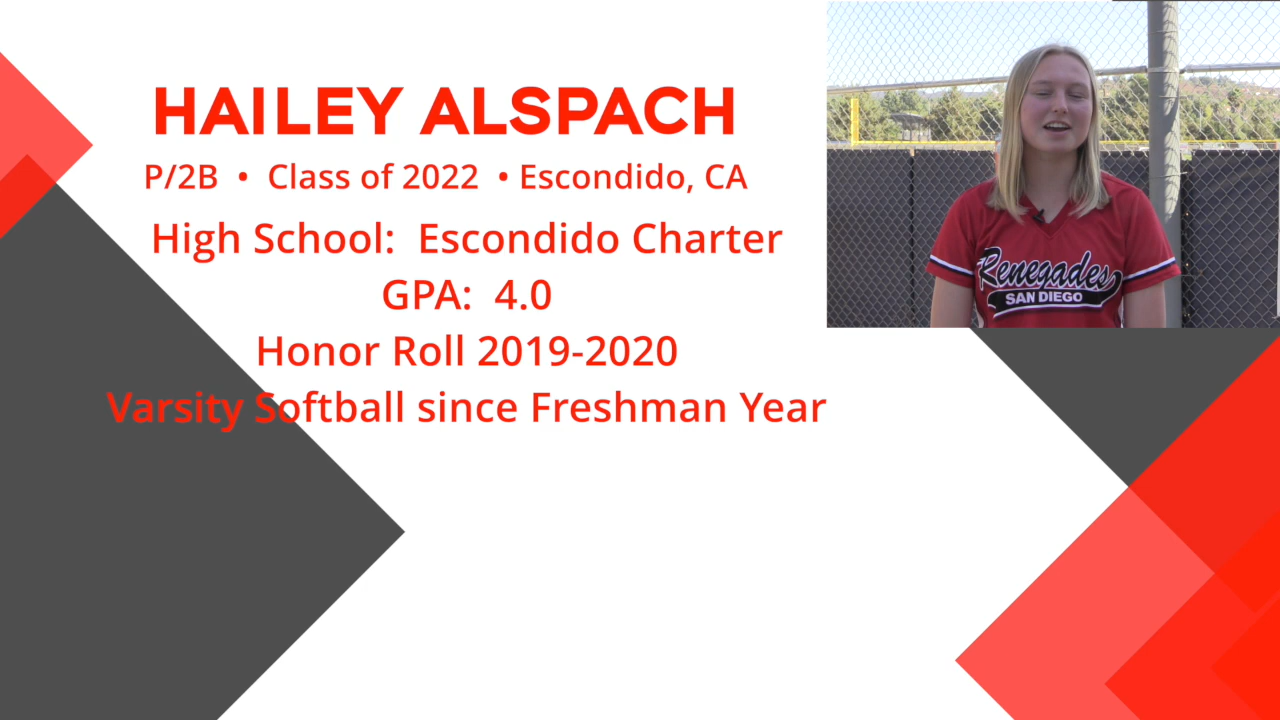 HAILEY ALSPACH
P/2B • Class of 2022 • Escondido, CA
High School: Escondido Charter
GPA: 4.0
Honor Roll 2019-2020
Varsity Softball since Freshman Year
Renegades
SAN DIEGO